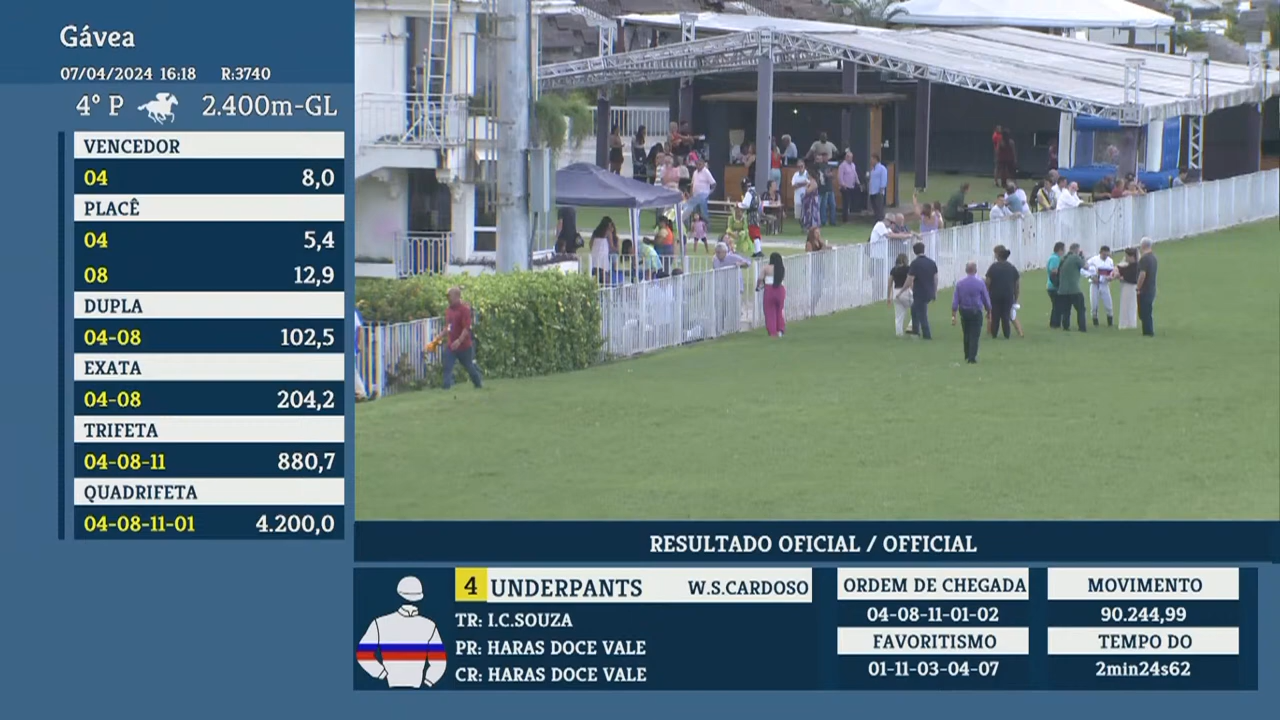 Gávea
07/04/2024 16:18 R:3740
4° P 2.400m-GL
VENCEDOR
04 8,0
PLACÊ
04 5,4
08 12,9
DUPLA
04-08 102,5
EXATA
04-08 204,2
TRIFETA
04-08-11 880,7
QUADRIFETA
04-08-11-01 4.200,0
RESULTADO OFICIAL / OFFICIAL
4 UNDERPANTS W.S.CARDOSO
TR: I.C.SOUZA
PR: HARAS DOCE VALE
CR: HARAS DOCE VALE
ORDEM DE CHEGADA
04-08-11-01-02
FAVORITISMO
01-11-03-04-07
MOVIMENTO
90.244,99
TEMPO DO
2min24s62